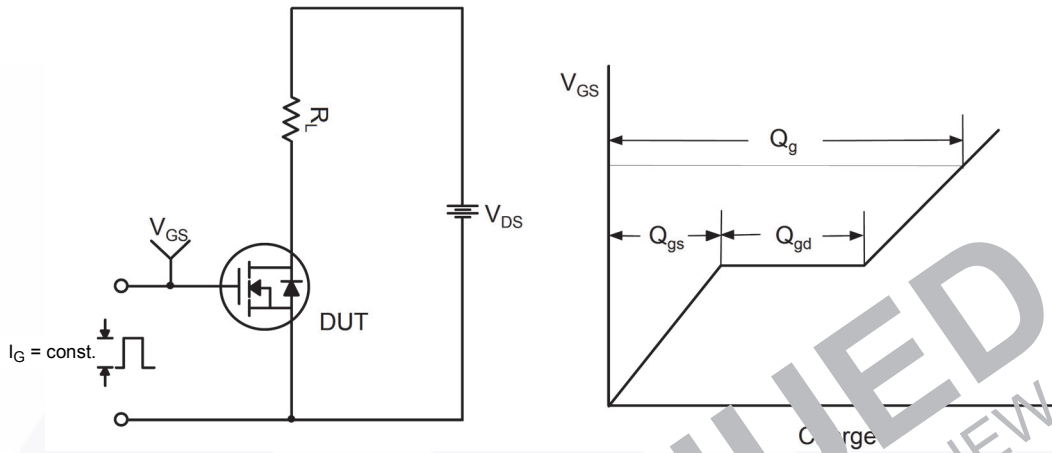 R_L
V_GS
V_DS
DUT
I_G = const.
V_GS
Q_g
Q_gs
Q_gd